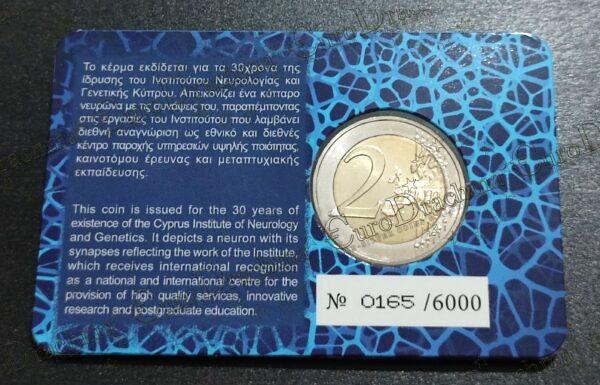 Το κέρμα εκδίδεται για τα 30χρονα της
ίδρυσης του Ινστιτούτου Νευρολογίας και
Γενετικής Κύπρου. Απεικονίζει ένα κύτταρο
νευρώνα με τις συνάψεις του, παραπέμποντας
στις εργασίες του Ινστιτούτου που λαμβάνει
διεθνή αναγνώριση ως εθνικό και διεθνές
κέντρο παροχής υπηρεσιών υψηλής ποιότητας,
καινοτόμου έρευνας και μεταπτυχιακής
εκπαίδευσης.
This coin is issued for the 30 years of
existence of the Cyprus Institute of Neurology
and Genetics. It depicts a neuron with its
synapses reflecting the work of the Institute,
which receives international recognition
as a national and international centre for the
provision of high quality services, innovative
research and postgraduate education.
2
№ 0165 /6000
EuroDrachma